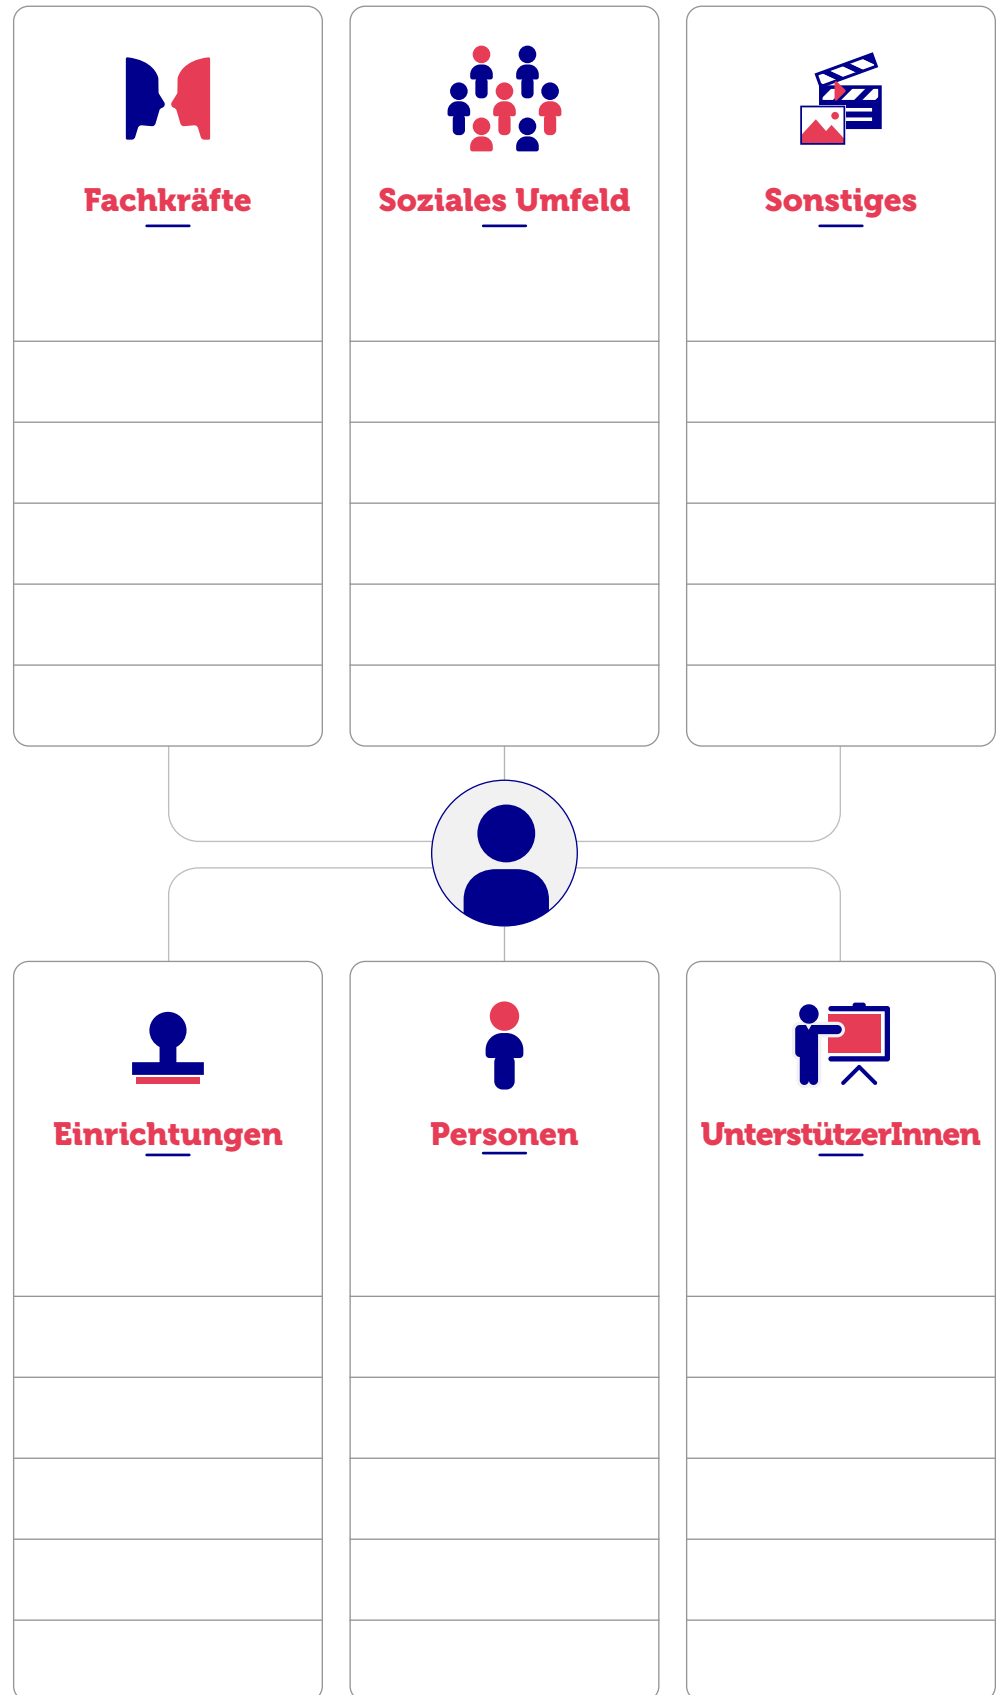 Fachkräfte
Soziales Umfeld
Sonstiges
Einrichtungen
Personen
UnterstützerInnen